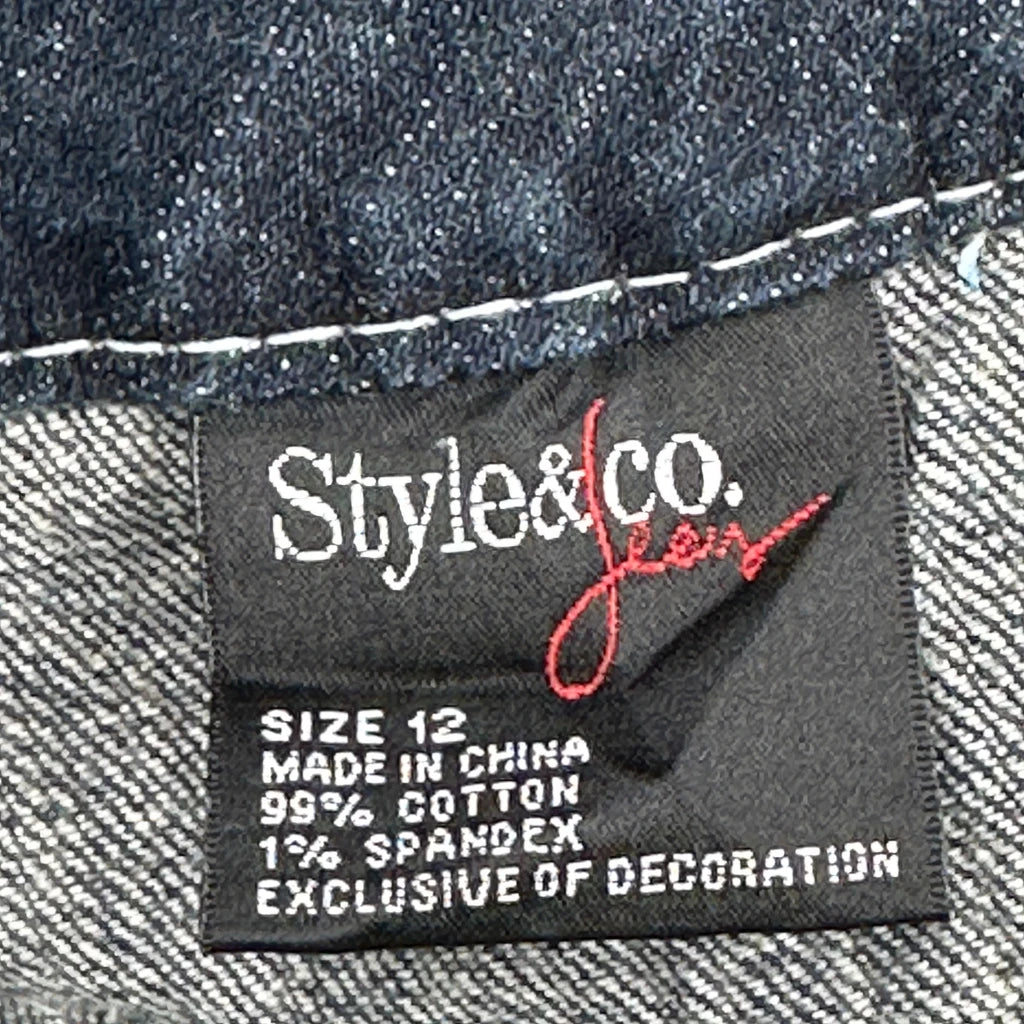 Style&co.
Jeans
SIZE 12
MADE IN CHINA
99% COTTON
1% SPANDEX
EXCLUSIVE OF DECORATION